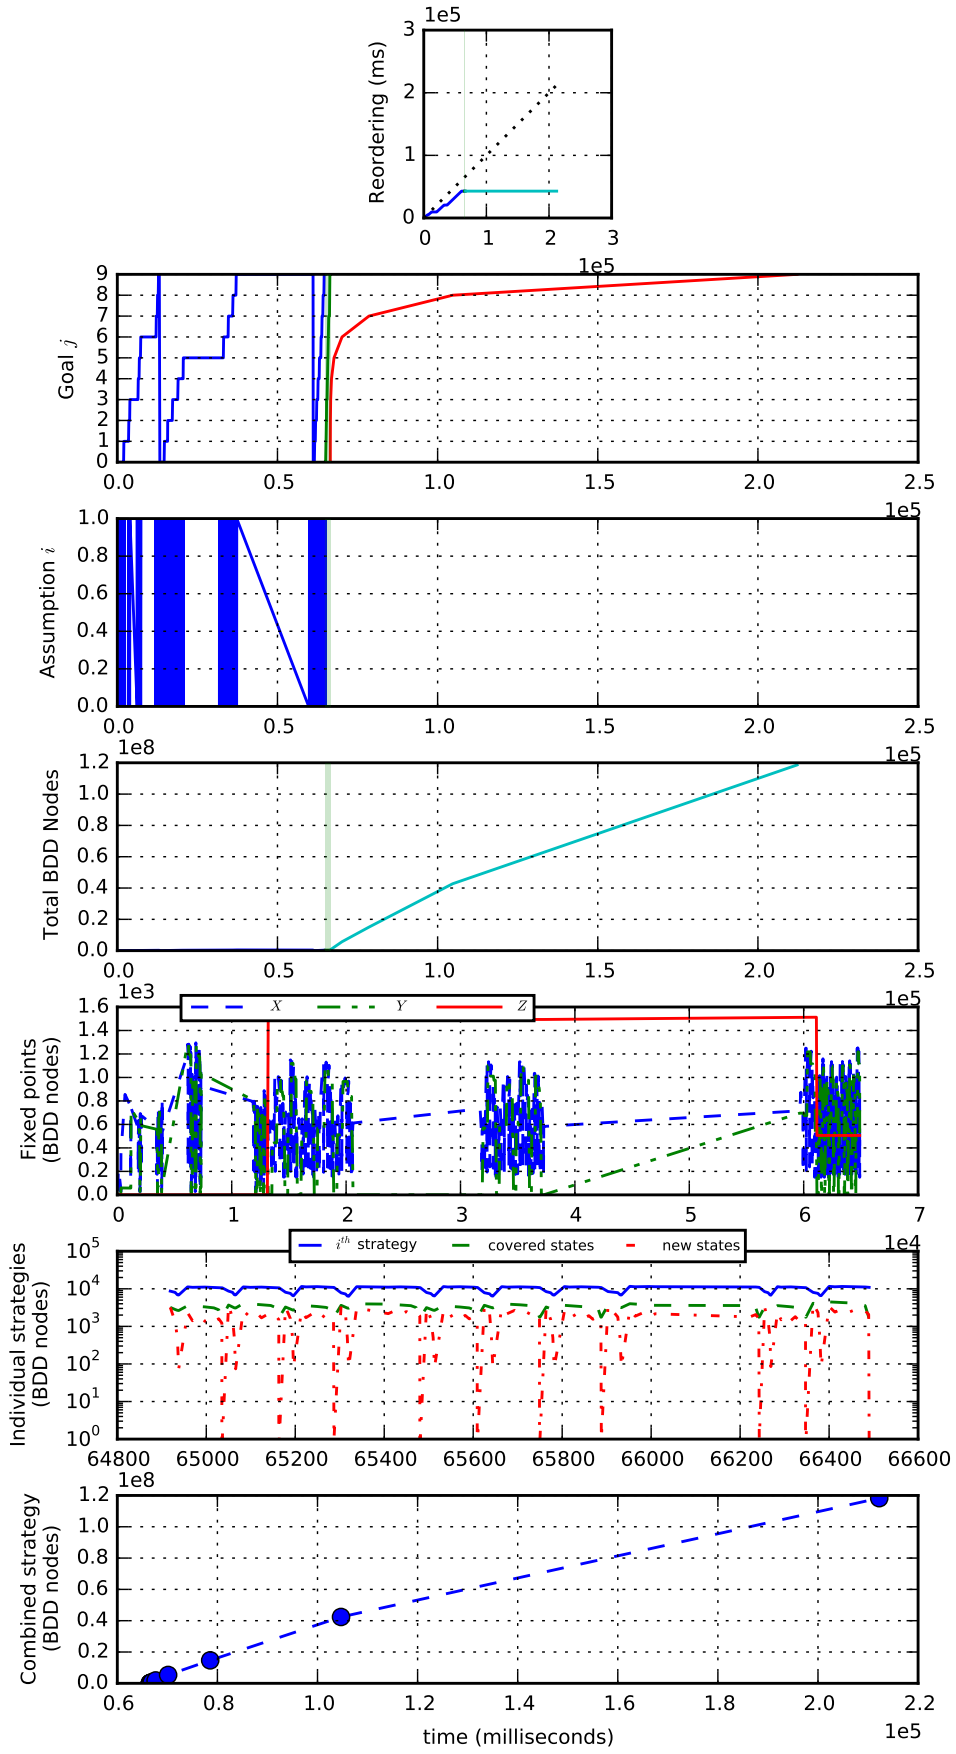 1e5
3
2
1
0
Reordering (ms)
0 1 2 3
1e5
9
8
7
6
5
4
3
2
1
0
Goal j
0.0 0.5 1.0 1.5 2.0 2.5
1e5
1.0
0.8
0.6
0.4
0.2
0.0
Assumption i
0.0 0.5 1.0 1.5 2.0 2.5
1e5
1e8
1.2
1.0
0.8
0.6
0.4
0.2
0.0
Total BDD Nodes
0.0 0.5 1.0 1.5 2.0 2.5
1e5
1e3
X Y Z
1.6
1.4
1.2
1.0
0.8
0.6
0.4
0.2
0.0
Fixed points
(BDD nodes)
0 1 2 3 4 5 6 7
1e4
i^th strategy covered states new states
10^5
10^4
10^3
10^2
10^1
10^0
Individual strategies
(BDD nodes)
64800 65000 65200 65400 65600 65800 66000 66200 66400 66600
1e8
1.2
1.0
0.8
0.6
0.4
0.2
0.0
Combined strategy
(BDD nodes)
0.6 0.8 1.0 1.2 1.4 1.6 1.8 2.0 2.2
time (milliseconds)
1e5